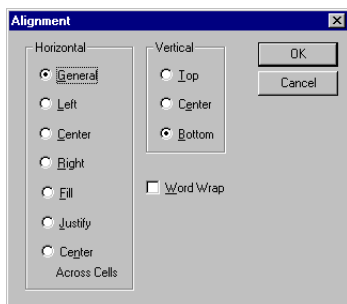 Alignment
Horizontal
General
Left
Center
Right
Fill
Justify
Center
Across Cells
Vertical
Top
Center
Bottom
Word Wrap
OK
Cancel